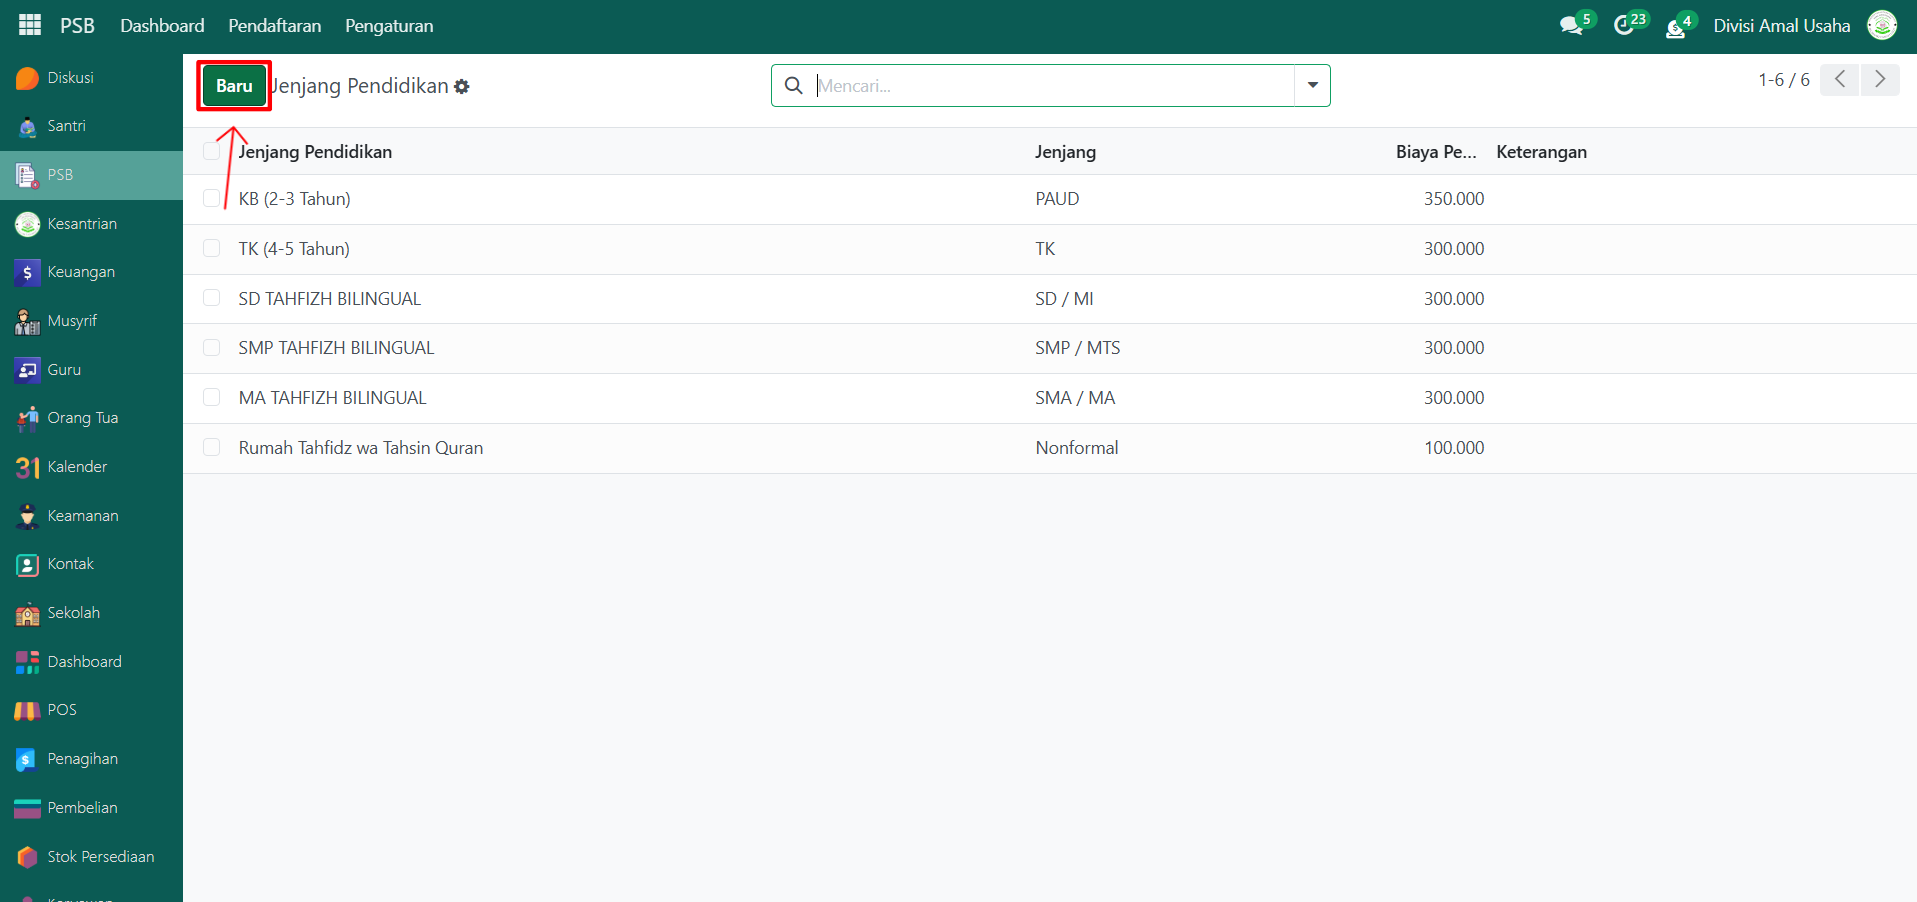 PSB Dashboard Pendaftaran Pengaturan 5 23 4 Divisi Amal Usaha
Diskusi
Santri
PSB
Kesantrian
Keuangan
Musyrif
Guru
Orang Tua
31 Kalender
Keamanan
Kontak
Sekolah
Dashboard
POS
Penagihan
Pembelian
Stok Persediaan
Baru Jenjang Pendidikan Mencari... 1-6 / 6
Jenjang Pendidikan Jenjang Biaya Pe... Keterangan
KB (2-3 Tahun) PAUD 350.000
TK (4-5 Tahun) TK 300.000
SD TAHFIZH BILINGUAL SD / MI 300.000
SMP TAHFIZH BILINGUAL SMP / MTS 300.000
MA TAHFIZH BILINGUAL SMA / MA 300.000
Rumah Tahfidz wa Tahsin Quran Nonformal 100.000